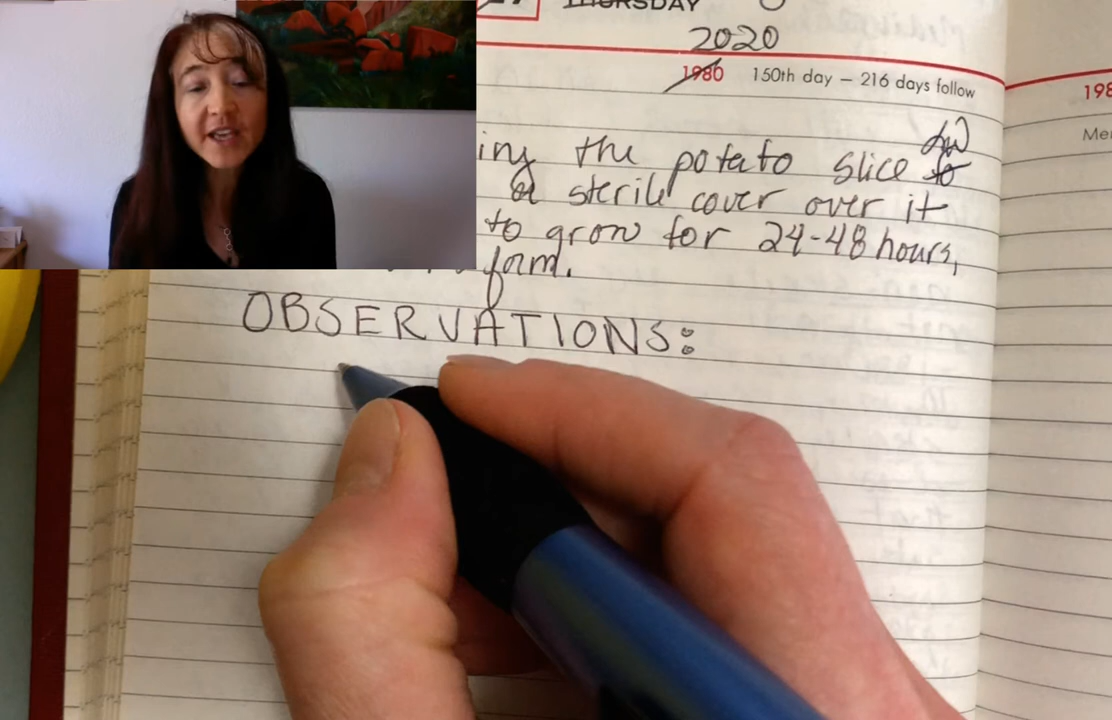 THURSDAY
2020
1980 150th day — 216 days follow
198
ing the potato slice
a sterile cover over it
to grow for 24-48 hours,
form.
OBSERVATIONS: